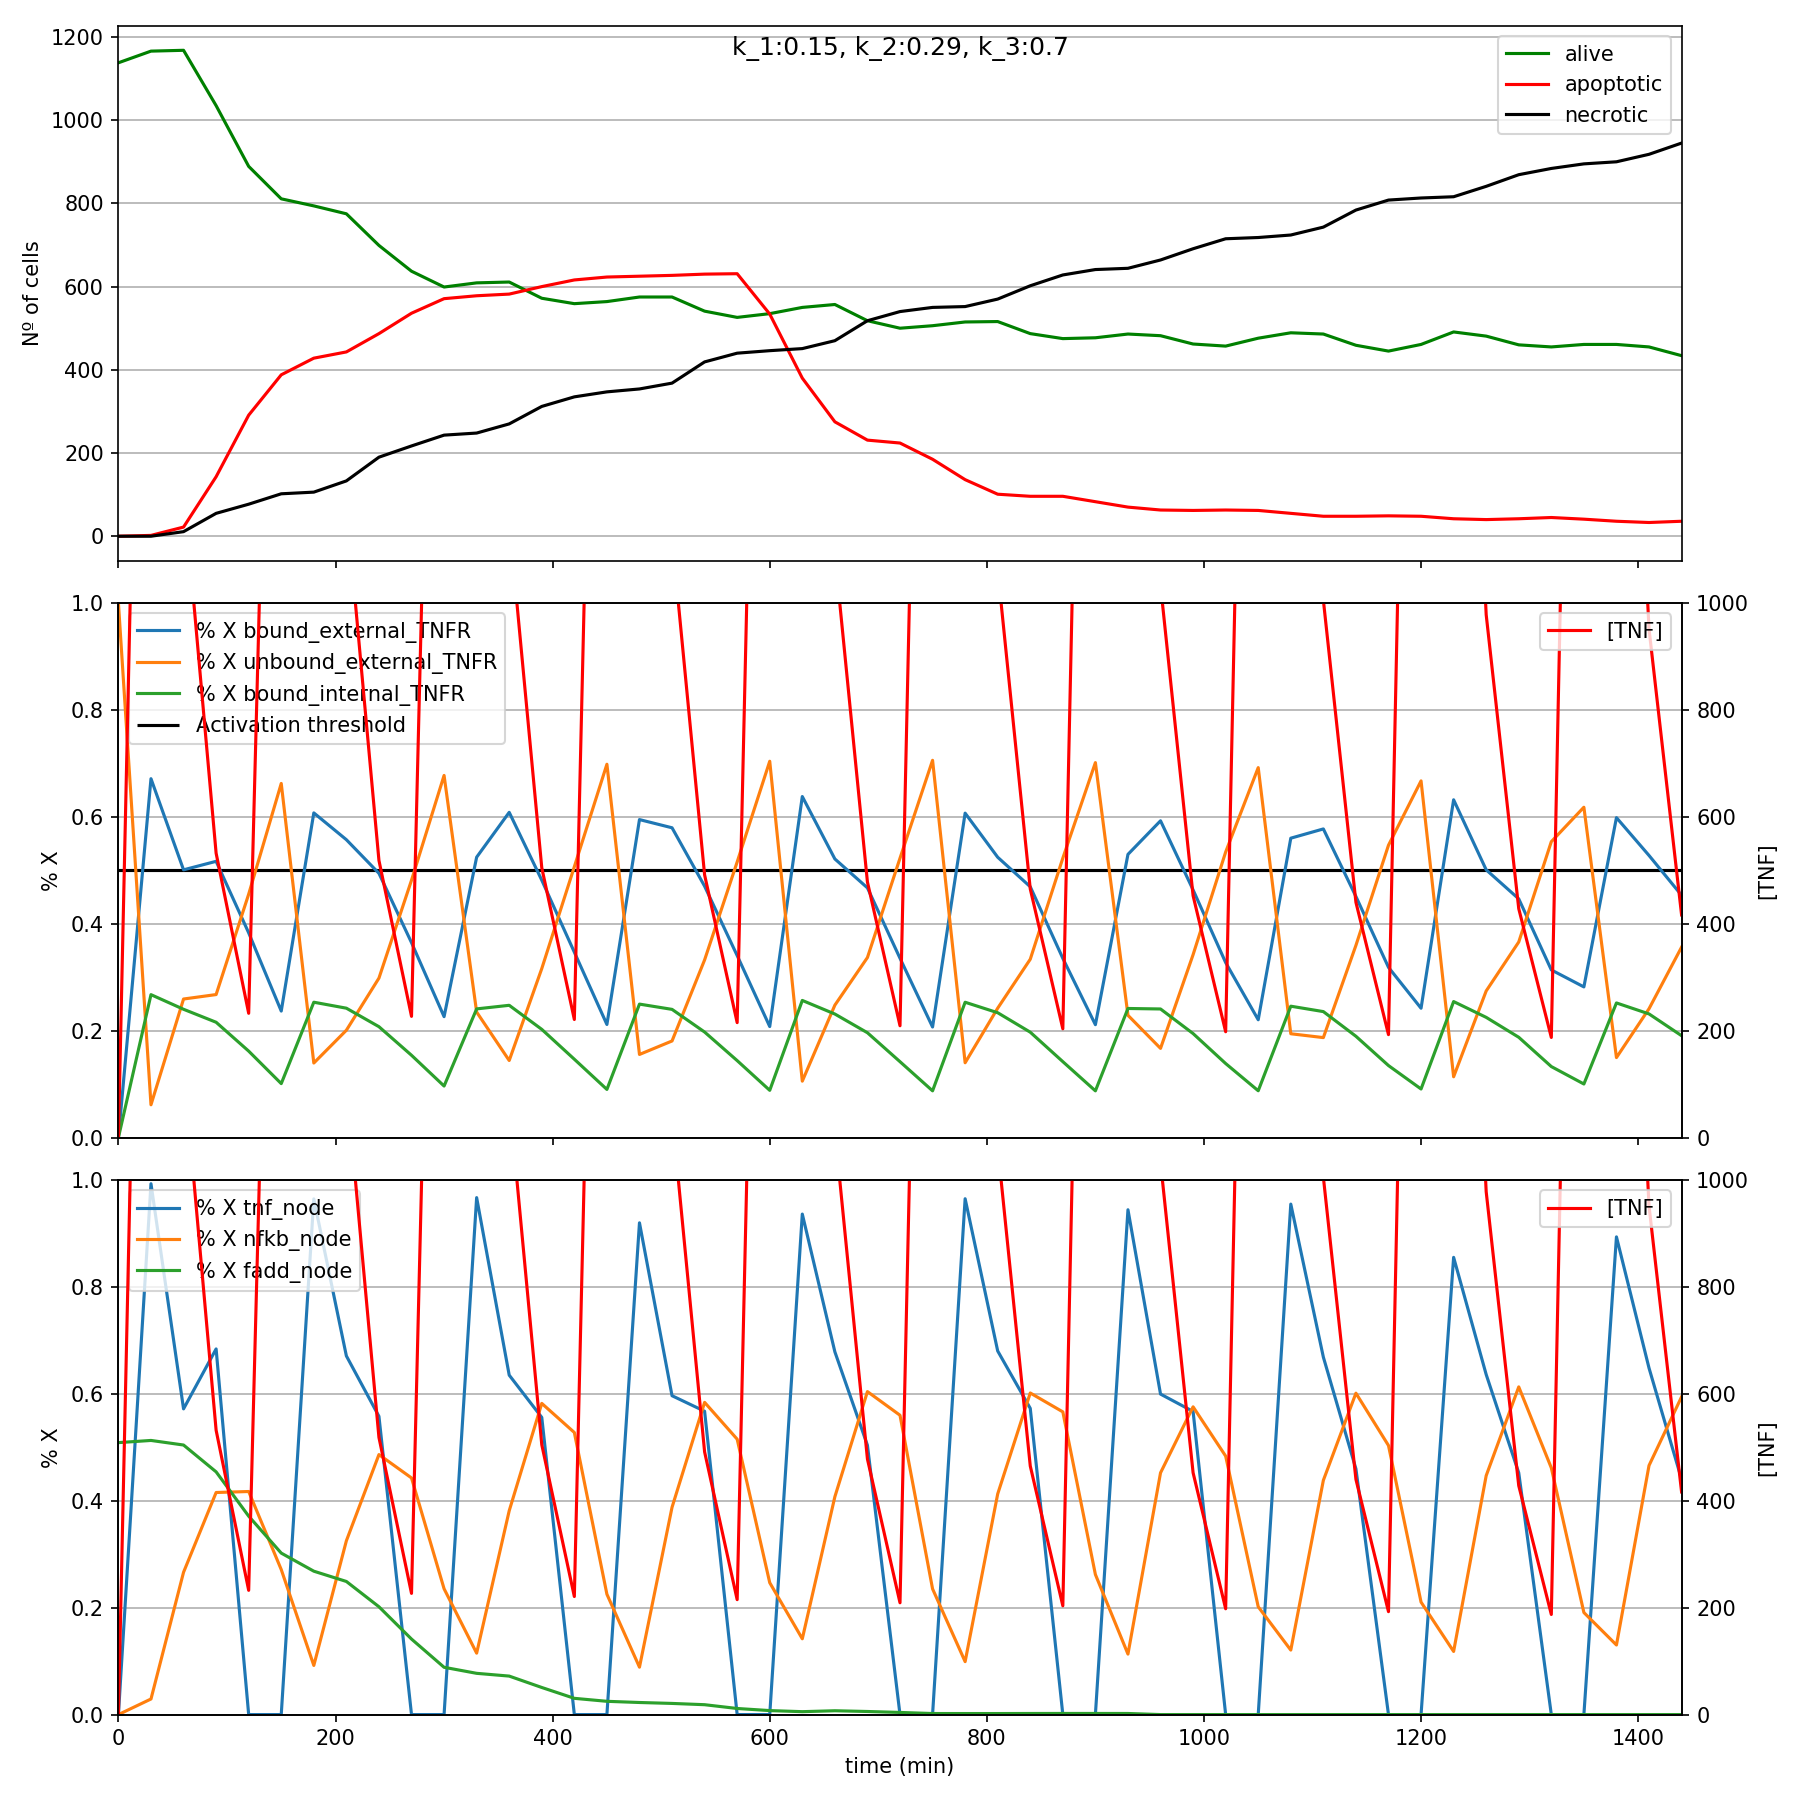 k_1:0.15, k_2:0.29, k_3:0.7
1200
1000
800
600
400
200
0
Nº of cells
alive
apoptotic
necrotic
1.0
0.8
0.6
0.4
0.2
0.0
% X
% X bound_external_TNFR
% X unbound_external_TNFR
% X bound_internal_TNFR
Activation threshold
[TNF]
1000
800
600
400
200
0
[TNF]
1.0
0.8
0.6
0.4
0.2
0.0
% X
% X tnf_node
% X nfkb_node
% X fadd_node
[TNF]
1000
800
600
400
200
0
[TNF]
0 200 400 600 800 1000 1200 1400
time (min)